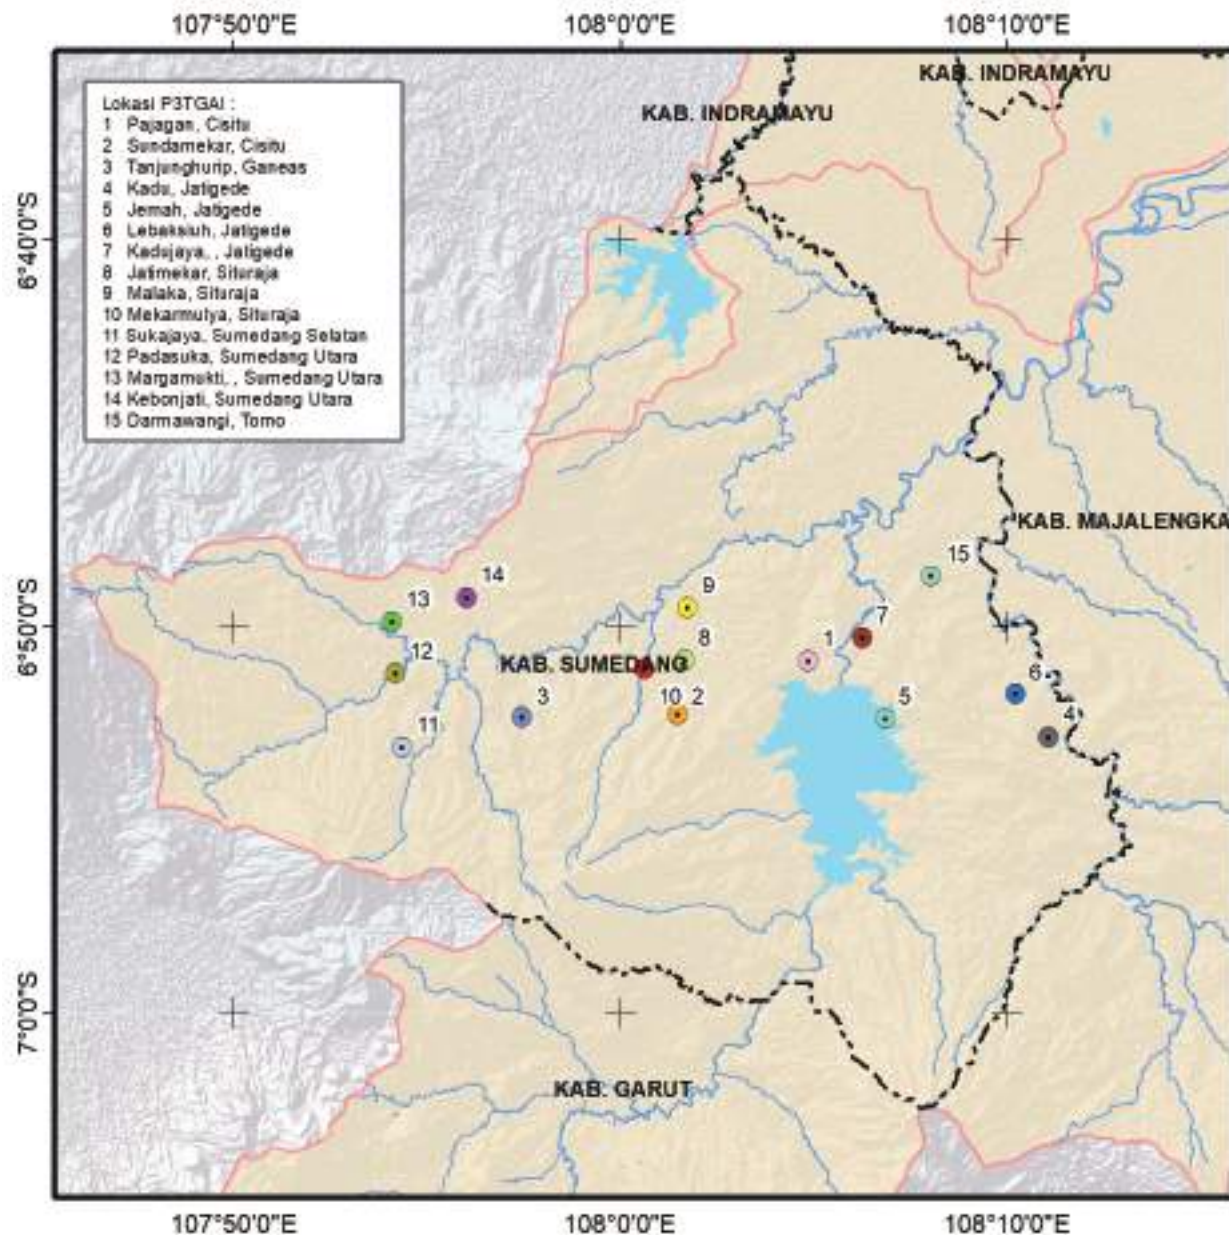 107°50'0"E 108°0'0"E 108°10'0"E
KAB. INDRAMAYU
KAB. INDRAMAYU
Lokasi P3TGAI :
1 Pajagan, Cisitu
2 Sundamekar, Cisitu
3 Tanjunghurip, Ganeas
4 Kadu, Jatigede
5 Jemah, Jatigede
6 Lebaksiuh, Jatigede
7 Kadujaya, , Jatigede
8 Jatimekar, Situraja
9 Malaka, Situraja
10 Mekarmulya, Situraja
11 Sukajaya, Sumedang Selatan
12 Padasuka, Sumedang Utara
13 Margamukti, , Sumedang Utara
14 Kebonjati, Sumedang Utara
15 Darmawangi, Tomo
6°40'0"S
KAB. MAJALENGKA
15
14
13
9
7
6°50'0"S
12
8
1
KAB. SUMEDANG
6
3
10 2
5
4
11
7°0'0"S
KAB. GARUT
107°50'0"E 108°0'0"E 108°10'0"E